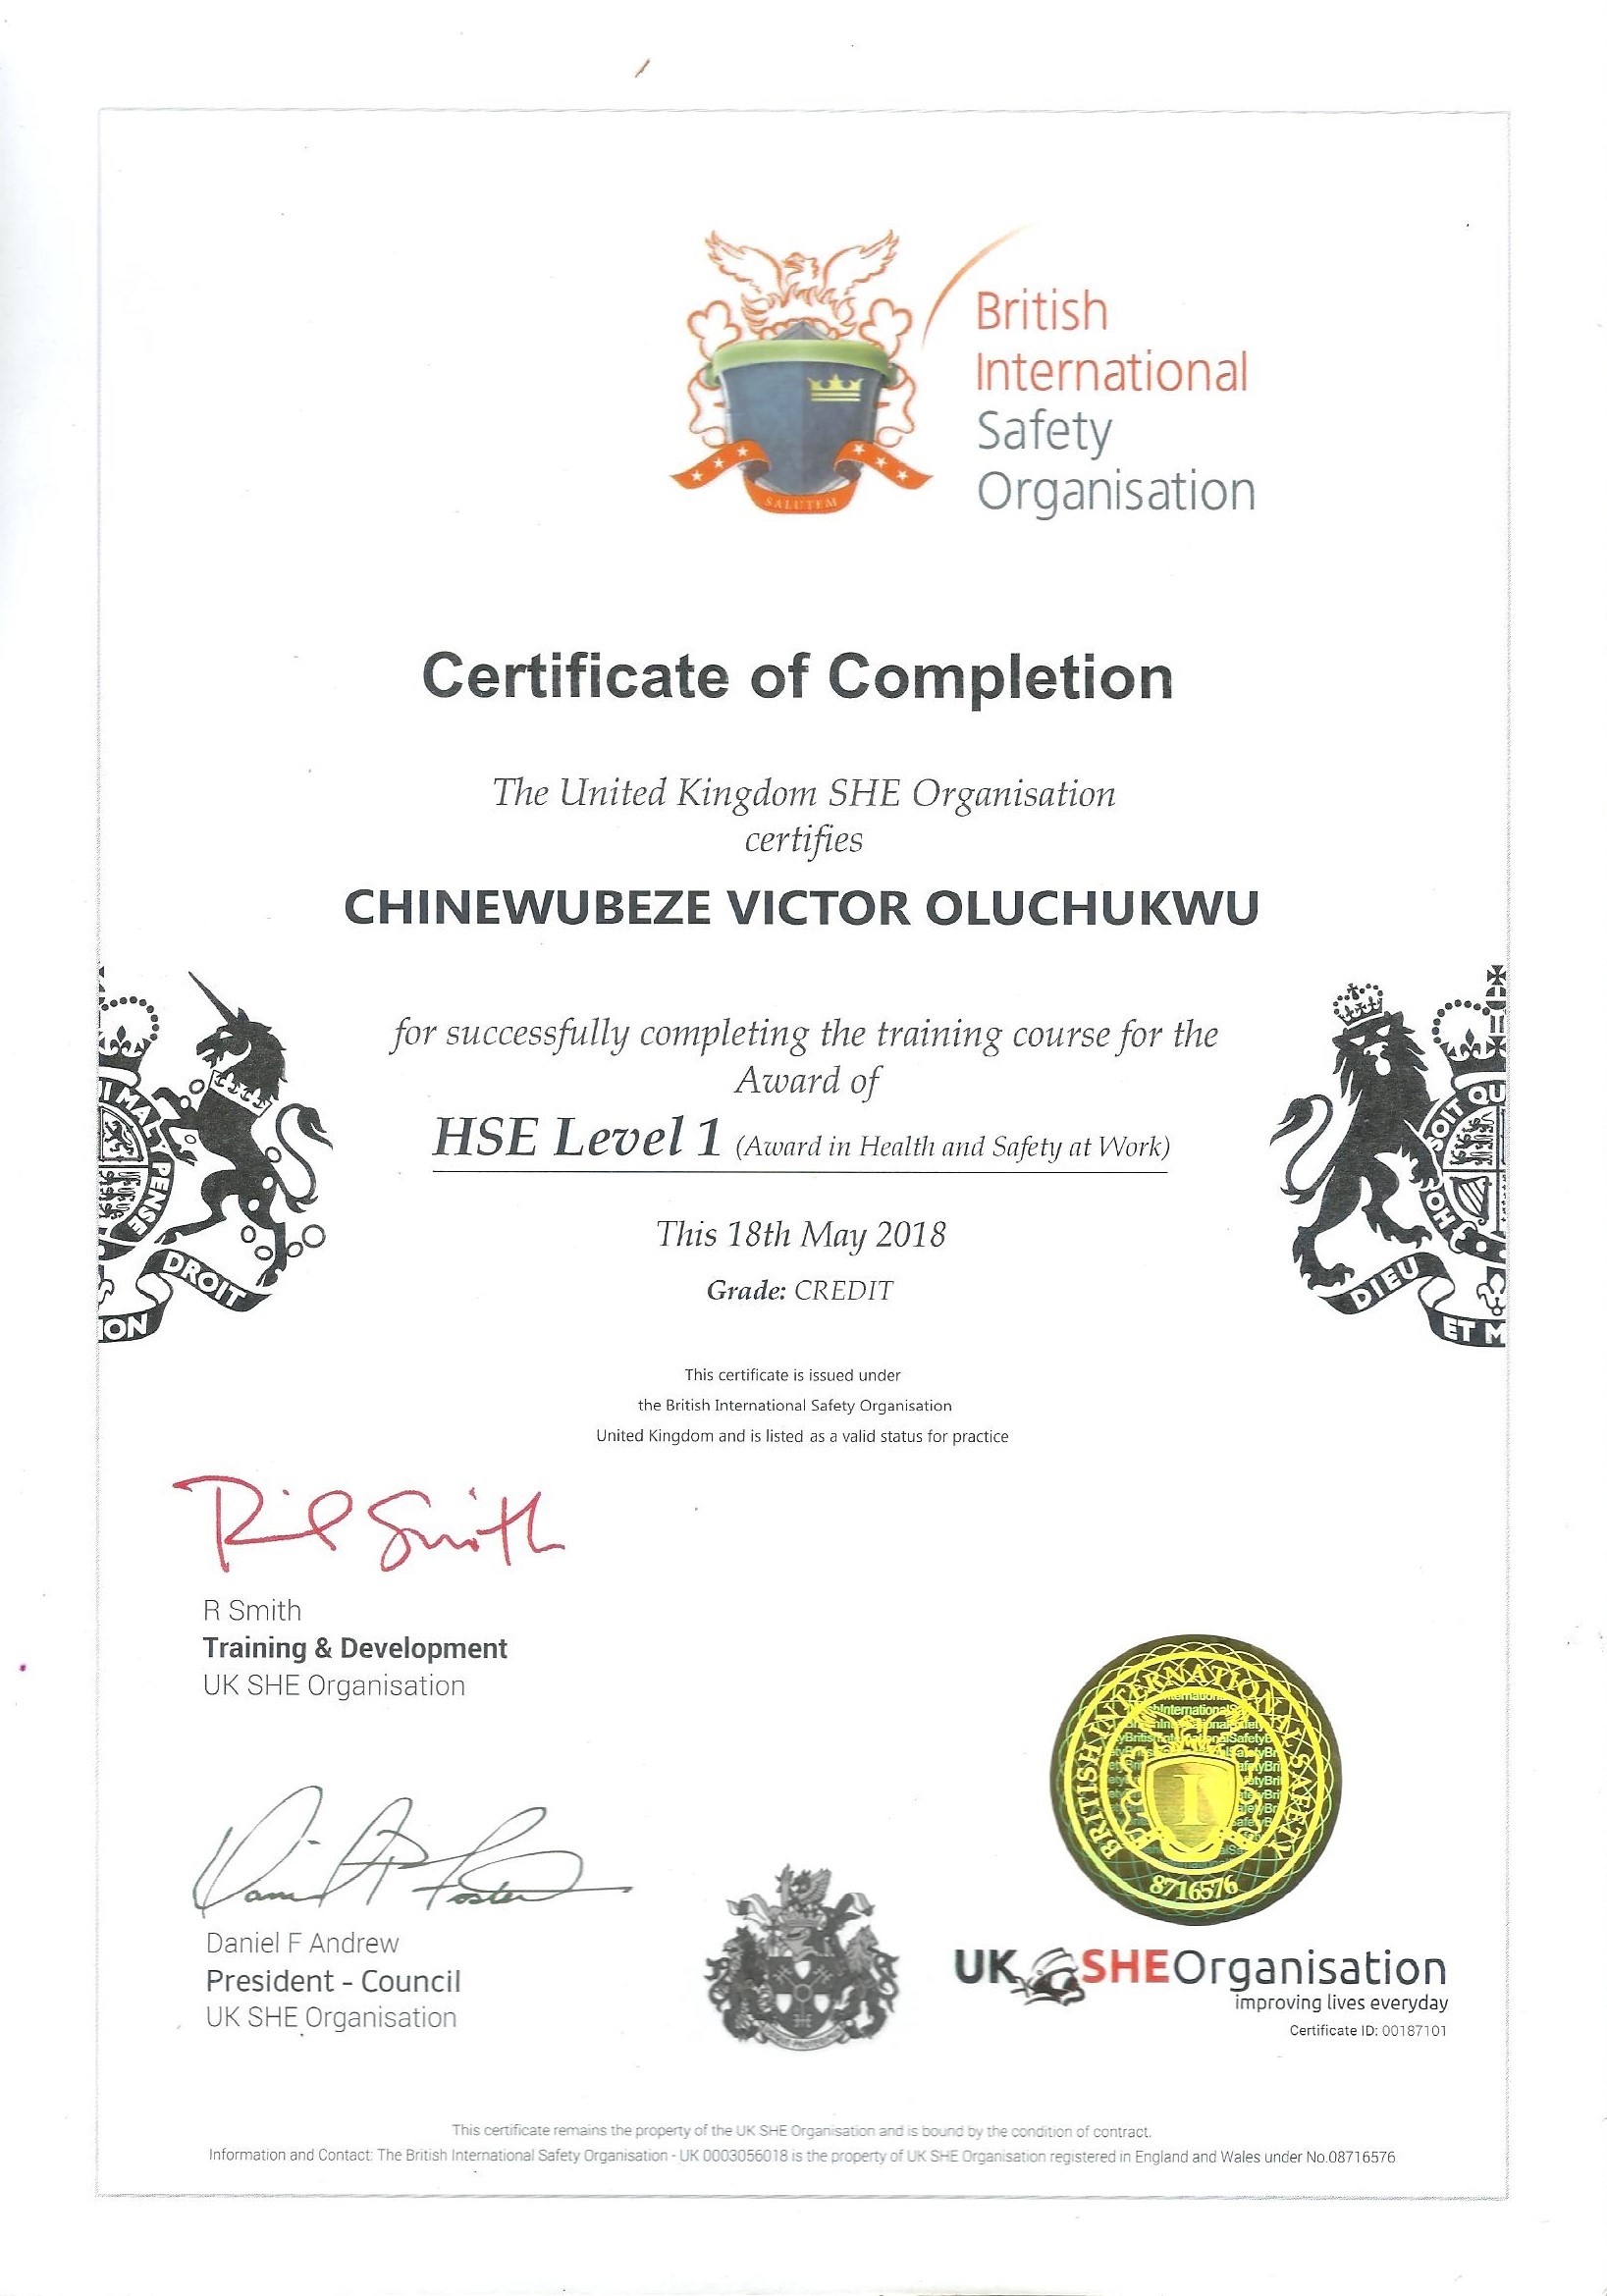 British
International
Safety
Organisation
SALUTEM
Certificate of Completion
The United Kingdom SHE Organisation
certifies
CHINEWUBEZE VICTOR OLUCHUKWU
for successfully completing the training course for the
Award of
HSE Level 1 (Award in Health and Safety at Work)
This 18th May 2018
Grade: CREDIT
I MAL
PENSE
DROIT
ION
SOIT QU
HO
DIEU
ET M
This certificate is issued under
the British International Safety Organisation
United Kingdom and is listed as a valid status for practice
R Smith
Training & Development
UK SHE Organisation
BRITISH INTERNATIONAL SAFETY
I
8716576
Daniel F Andrew
President - Council
UK SHE Organisation
UK SHEOrganisation
improving lives everyday
Certificate ID: 00187101
This certificate remains the property of the UK SHE Organisation and is bound by the condition of contract.
Information and Contact: The British International Safety Organisation - UK 0003056018 is the property of UK SHE Organisation registered in England and Wales under No.08716576